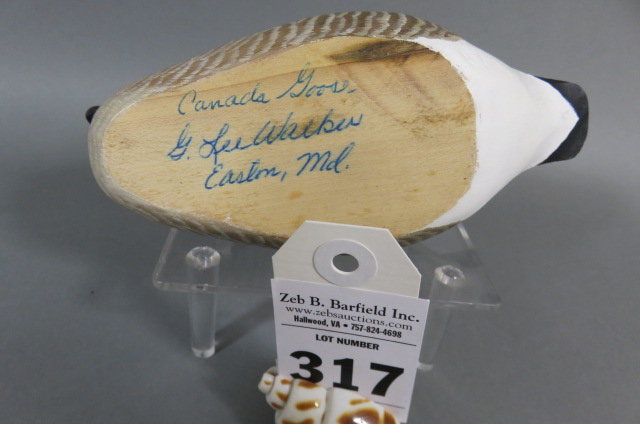 Canada Goose
G. Lee Walker
Easton, Md.
Zeb B. Barfield Inc.
www.zebsauctions.com
Hallwood, VA • 757-824-4698
LOT NUMBER
317